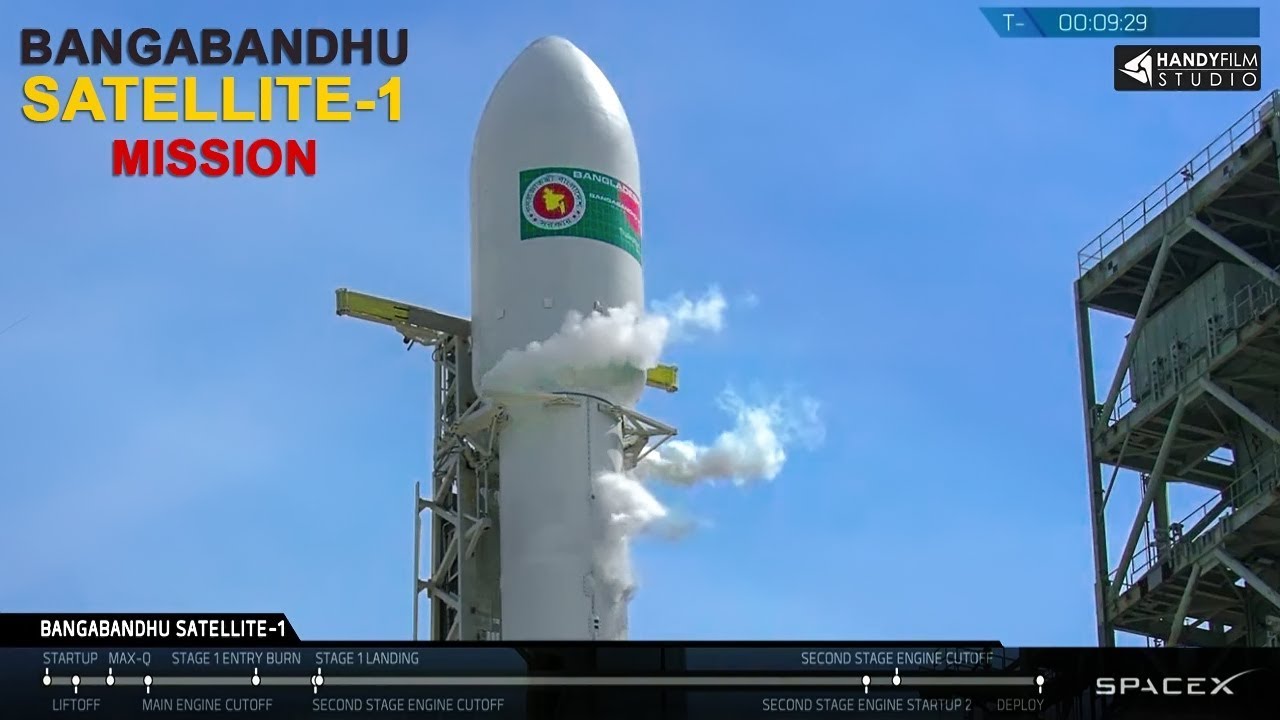 BANGABANDHU
SATELLITE-1
MISSION
T- 00:09:29
HANDYFILM
STUDIO
BANGLADESH
BANGABANDHU SATELLITE-1
STARTUP MAX-Q STAGE 1 ENTRY BURN STAGE 1 LANDING SECOND STAGE ENGINE CUTOFF
LIFTOFF MAIN ENGINE CUTOFF SECOND STAGE ENGINE CUTOFF SECOND STAGE ENGINE STARTUP 2 DEPLOY
SPACEX